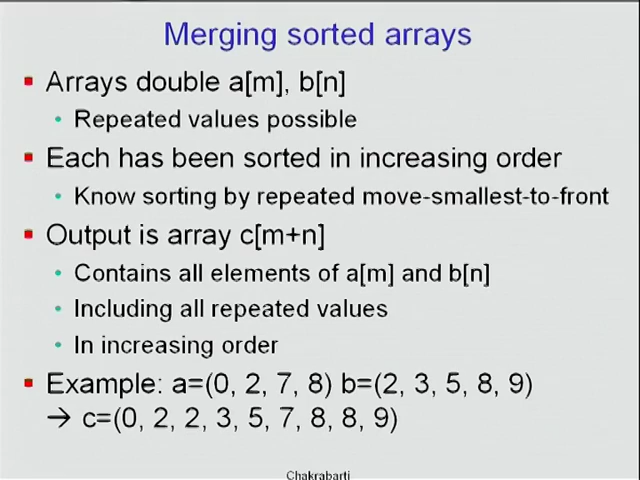 Merging sorted arrays
Arrays double a[m], b[n]
Repeated values possible
Each has been sorted in increasing order
Know sorting by repeated move-smallest-to-front
Output is array c[m+n]
Contains all elements of a[m] and b[n]
Including all repeated values
In increasing order
Example: a=(0, 2, 7, 8) b=(2, 3, 5, 8, 9)
→ c=(0, 2, 2, 3, 5, 7, 8, 8, 9)
Chakrabarti